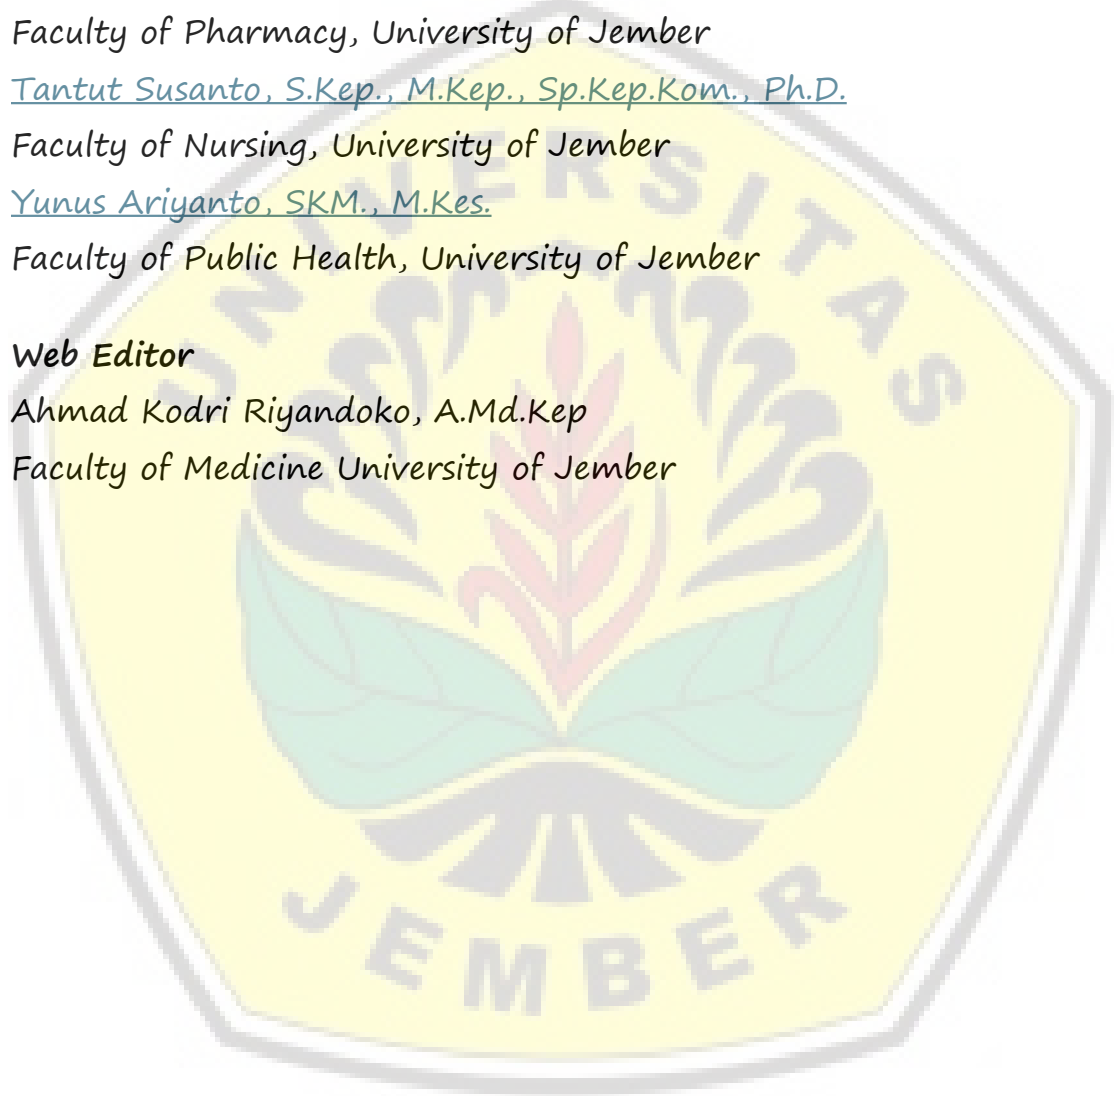 Faculty of Pharmacy, University of Jember
Tantut Susanto, S.Kep., M.Kep., Sp.Kep.Kom., Ph.D.
Faculty of Nursing, University of Jember
Yunus Ariyanto, SKM., M.Kes.
Faculty of Public Health, University of Jember
Web Editor
Ahmad Kodri Riyandoko, A.Md.Kep
Faculty of Medicine University of Jember
UNIVERSITAS
JEMBER